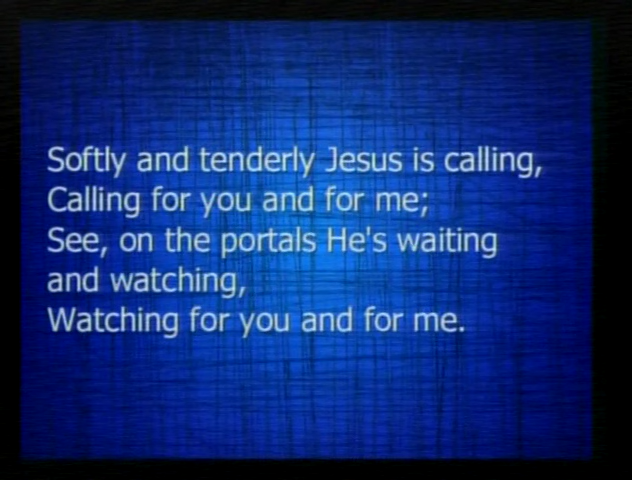 Softly and tenderly Jesus is calling,
Calling for you and for me;
See, on the portals He's waiting
and watching,
Watching for you and for me.